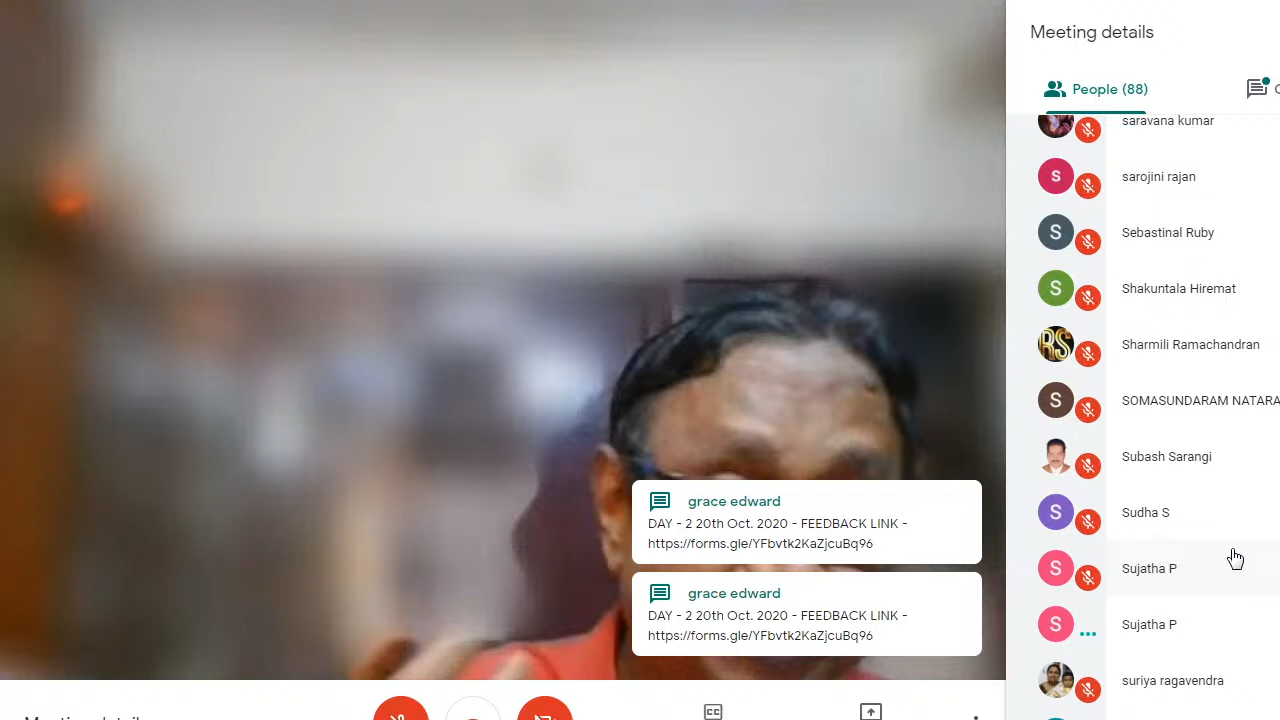 Meeting details
People (88)
saravana kumar
s
sarojini rajan
S
Sebastinal Ruby
S
Shakuntala Hiremat
RS
Sharmili Ramachandran
S
SOMASUNDARAM NATARA
Subash Sarangi
S
Sudha S
S
Sujatha P
S
Sujatha P
suriya ragavendra
grace edward
DAY - 2 20th Oct. 2020 - FEEDBACK LINK -
https://forms.gle/YFbvtk2KaZjcuBq96
grace edward
DAY - 2 20th Oct. 2020 - FEEDBACK LINK -
https://forms.gle/YFbvtk2KaZjcuBq96
CC